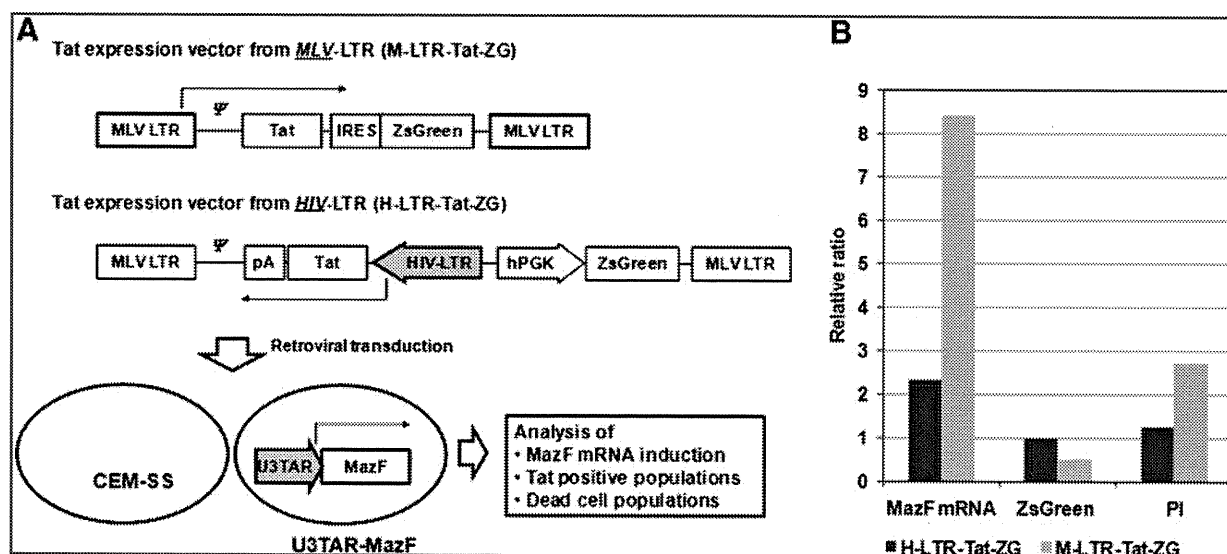 A
Tat expression vector from MLV-LTR (M-LTR-Tat-ZG)
Ψ
MLV LTR Tat IRES ZsGreen MLV LTR
Tat expression vector from HIV-LTR (H-LTR-Tat-ZG)
Ψ
MLV LTR pA Tat HIV-LTR hPGK ZsGreen MLV LTR
Retroviral transduction
CEM-SS
U3TAR MazF
U3TAR-MazF
Analysis of
• MazF mRNA induction
• Tat positive populations
• Dead cell populations
B
9
8
7
6
5
4
3
2
1
0
Relative ratio
MazF mRNA ZsGreen PI
H-LTR-Tat-ZG M-LTR-Tat-ZG